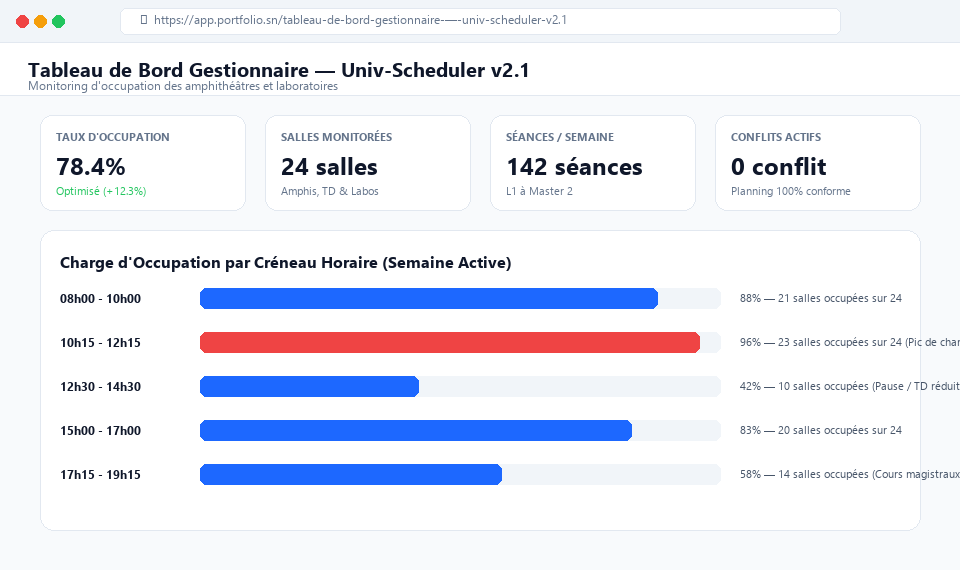 https://app.portfolio.sn/tableau-de-bord-gestionnaire-—-univ-scheduler-v2.1
Tableau de Bord Gestionnaire — Univ-Scheduler v2.1
Monitoring d'occupation des amphithéâtres et laboratoires
TAUX D'OCCUPATION
78.4%
Optimisé (+12.3%)
SALLES MONITORÉES
24 salles
Amphis, TD & Labos
SÉANCES / SEMAINE
142 séances
L1 à Master 2
CONFLITS ACTIFS
0 conflit
Planning 100% conforme
Charge d'Occupation par Créneau Horaire (Semaine Active)
08h00 - 10h00 88% — 21 salles occupées sur 24
10h15 - 12h15 96% — 23 salles occupées sur 24 (Pic de
12h30 - 14h30 42% — 10 salles occupées (Pause / TD réduit
15h00 - 17h00 83% — 20 salles occupées sur 24
17h15 - 19h15 58% — 14 salles occupées (Cours magistraux